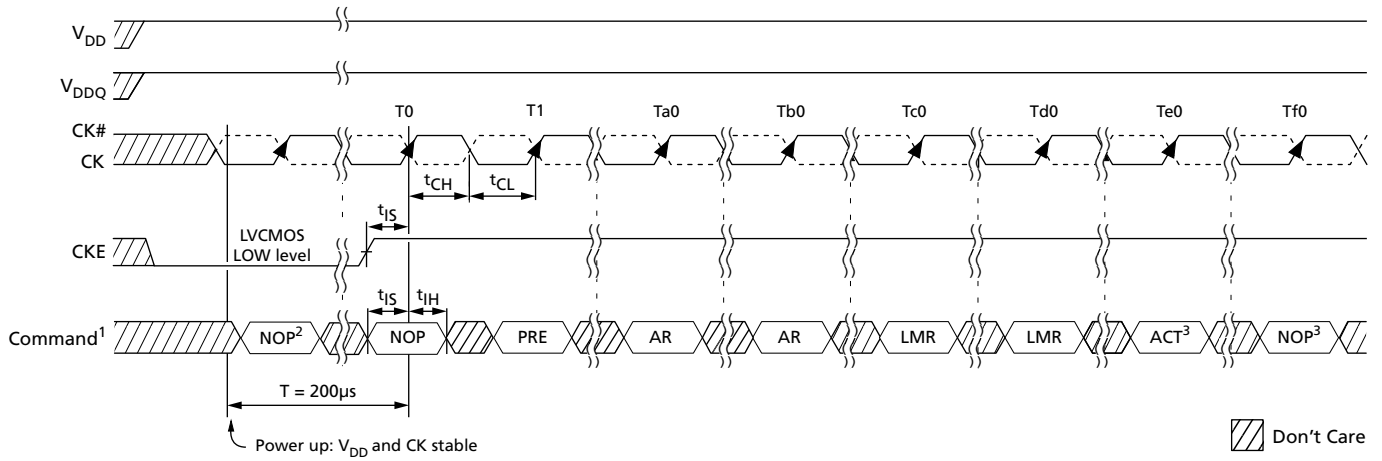 VDD
VDDQ
T0 T1 Ta0 Tb0 Tc0 Td0 Te0 Tf0
CK#
CK
tCH tCL
tIS
LVCMOS
LOW level
CKE
tIS tIH
Command1 NOP2 NOP PRE AR AR LMR LMR ACT3 NOP3
T = 200µs
Power up: VDD and CK stable
Don't Care